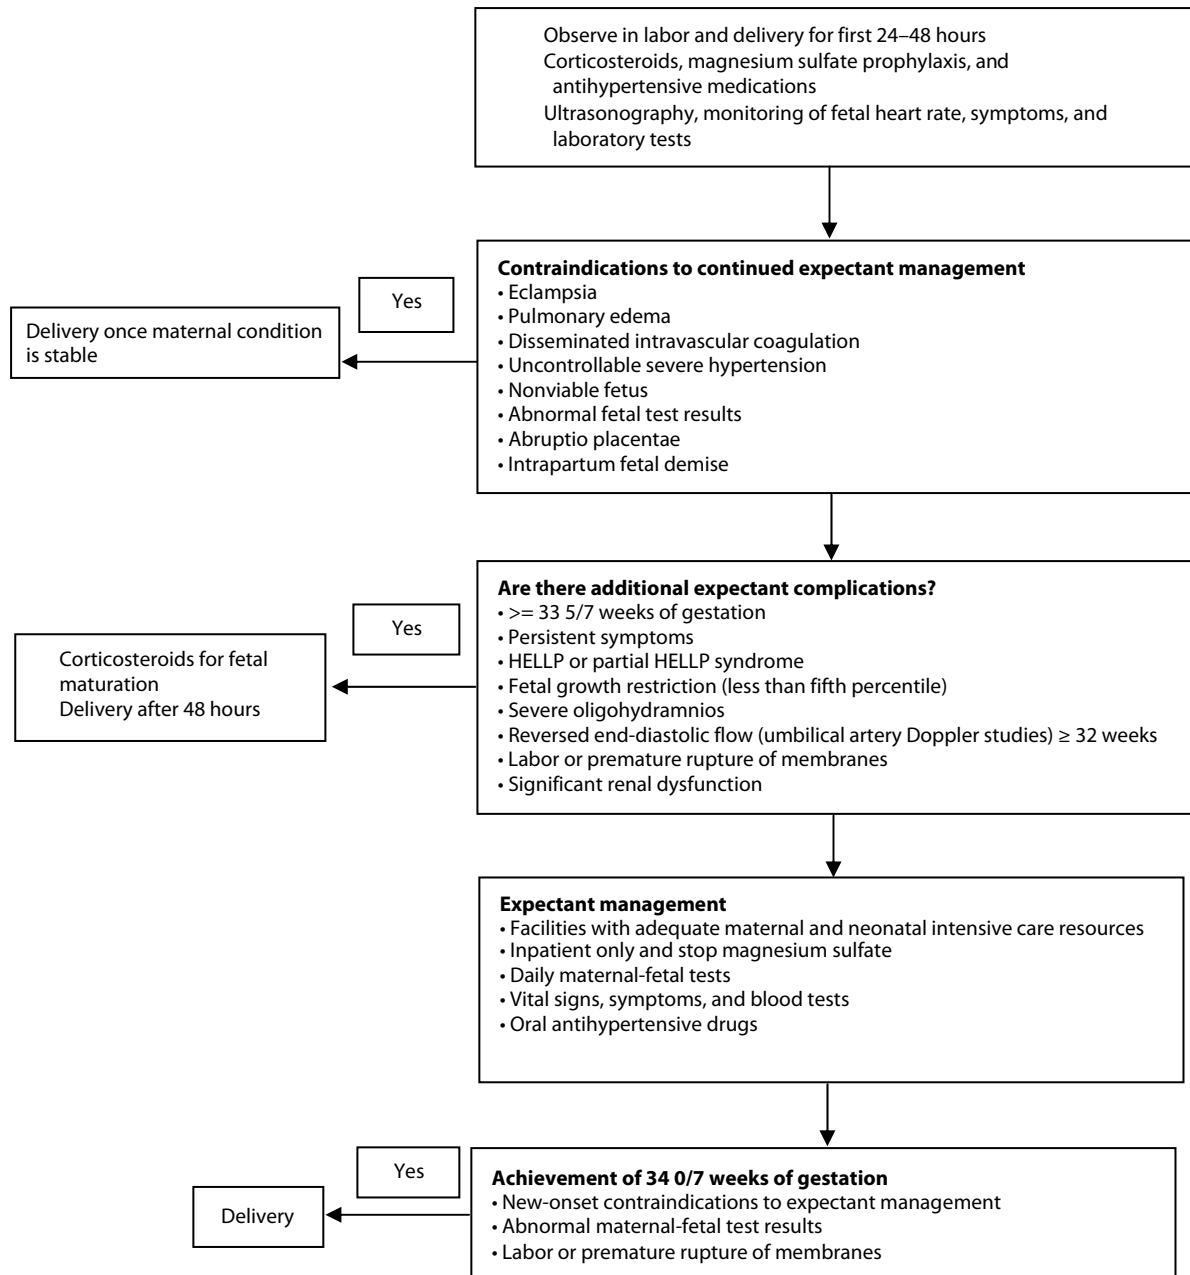 Observe in labor and delivery for first 24–48 hours
Corticosteroids, magnesium sulfate prophylaxis, and
antihypertensive medications
Ultrasonography, monitoring of fetal heart rate, symptoms, and
laboratory tests
Contraindications to continued expectant management
• Eclampsia
• Pulmonary edema
• Disseminated intravascular coagulation
• Uncontrollable severe hypertension
• Nonviable fetus
• Abnormal fetal test results
• Abruptio placentae
• Intrapartum fetal demise
Yes
Delivery once maternal condition
is stable
Are there additional expectant complications?
• >= 33 5/7 weeks of gestation
• Persistent symptoms
• HELLP or partial HELLP syndrome
• Fetal growth restriction (less than fifth percentile)
• Severe oligohydramnios
• Reversed end-diastolic flow (umbilical artery Doppler studies) ≥ 32 weeks
• Labor or premature rupture of membranes
• Significant renal dysfunction
Yes
Corticosteroids for fetal
maturation
Delivery after 48 hours
Expectant management
• Facilities with adequate maternal and neonatal intensive care resources
• Inpatient only and stop magnesium sulfate
• Daily maternal-fetal tests
• Vital signs, symptoms, and blood tests
• Oral antihypertensive drugs
Achievement of 34 0/7 weeks of gestation
• New-onset contraindications to expectant management
• Abnormal maternal-fetal test results
• Labor or premature rupture of membranes
Yes
Delivery